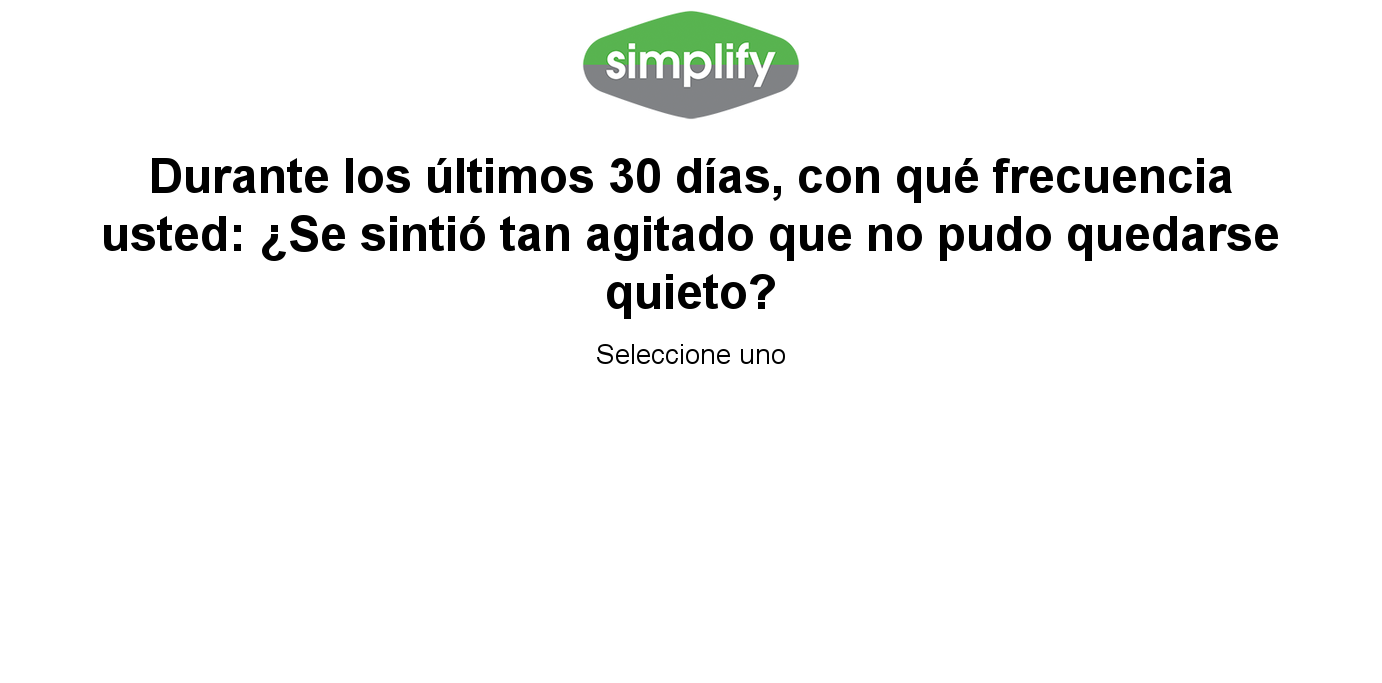 simplify
Durante los últimos 30 días, con qué frecuencia
usted: ¿Se sintió tan agitado que no pudo quedarse
quieto?
Seleccione uno